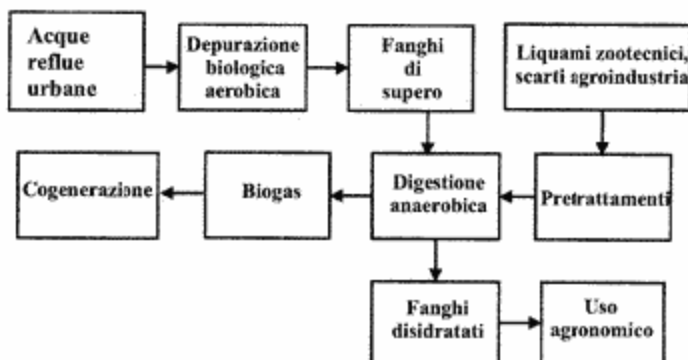 Acque
reflue
urbane
Depurazione
biologica
aerobica
Fanghi
di
supero
Liquami zootecnici,
scarti agroindustria
Cogenerazione
Biogas
Digestione
anaerobica
Pretrattamenti
Fanghi
disidratati
Uso
agronomico